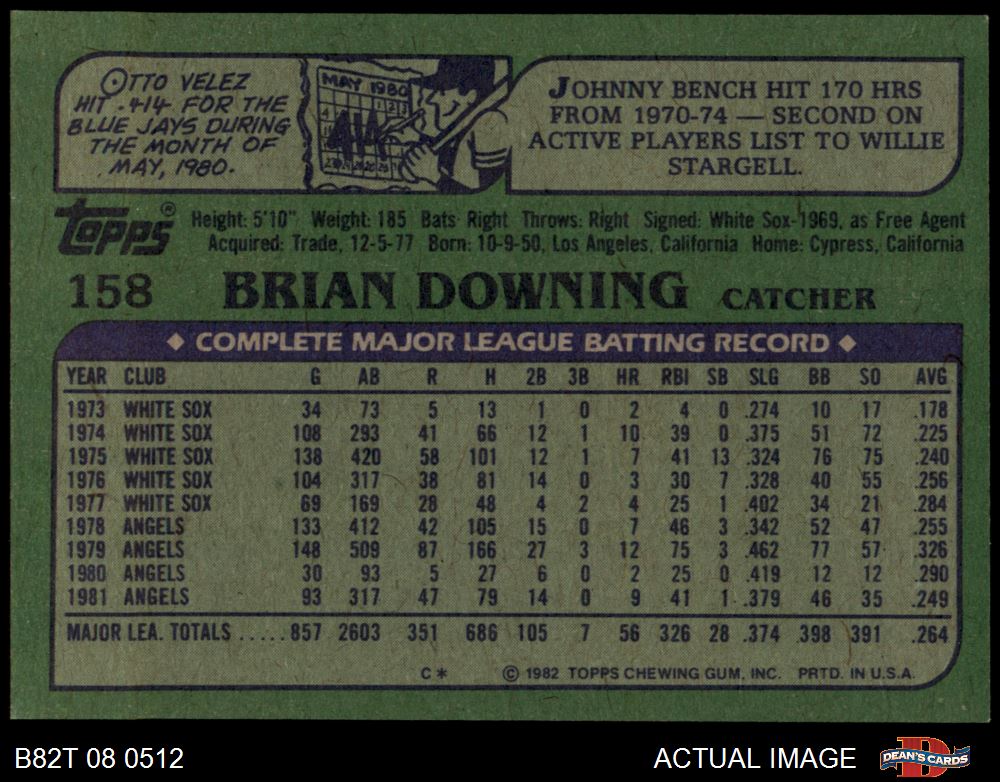 OTTO VELEZ
HIT .414 FOR THE
BLUE JAYS DURING
THE MONTH OF
MAY, 1980.
MAY 1980
414
JOHNNY BENCH HIT 170 HRS
FROM 1970-74 — SECOND ON
ACTIVE PLAYERS LIST TO WILLIE
STARGELL.
Topps®
Height: 5'10" Weight: 185 Bats: Right Throws: Right Signed: White Sox-1969, as Free Agent
Acquired: Trade, 12-5-77 Born: 10-9-50, Los Angeles, California Home: Cypress, California
158 BRIAN DOWNING CATCHER
◆ COMPLETE MAJOR LEAGUE BATTING RECORD ◆
YEAR CLUB G AB R H 2B 3B HR RBI SB SLG BB SO AVG
1973 WHITE SOX 34 73 5 13 1 0 2 4 0 .274 10 17 .178
1974 WHITE SOX 108 293 41 66 12 1 10 39 0 .375 51 72 .225
1975 WHITE SOX 138 420 58 101 12 1 7 41 13 .324 76 75 .240
1976 WHITE SOX 104 317 38 81 14 0 3 30 7 .328 40 55 .256
1977 WHITE SOX 69 169 28 48 4 2 4 25 1 .402 34 21 .284
1978 ANGELS 133 412 42 105 15 0 7 46 3 .342 52 47 .255
1979 ANGELS 148 509 87 166 27 3 12 75 3 .462 77 57 .326
1980 ANGELS 30 93 5 27 6 0 2 25 0 .419 12 12 .290
1981 ANGELS 93 317 47 79 14 0 9 41 1 .379 46 35 .249
MAJOR LEA. TOTALS .....857 2603 351 686 105 7 56 326 28 .374 398 391 .264
C* © 1982 TOPPS CHEWING GUM, INC. PRTD. IN U.S.A.
B82T 08 0512
ACTUAL IMAGE
DEAN'S CARDS